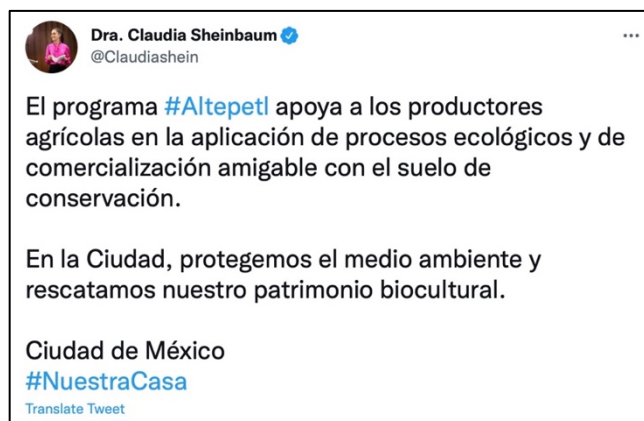 Dra. Claudia Sheinbaum
@Claudiashein
El programa #Altepetl apoya a los productores
agrícolas en la aplicación de procesos ecológicos y de
comercialización amigable con el suelo de
conservación.
En la Ciudad, protegemos el medio ambiente y
rescatamos nuestro patrimonio biocultural.
Ciudad de México
#NuestraCasa
Translate Tweet